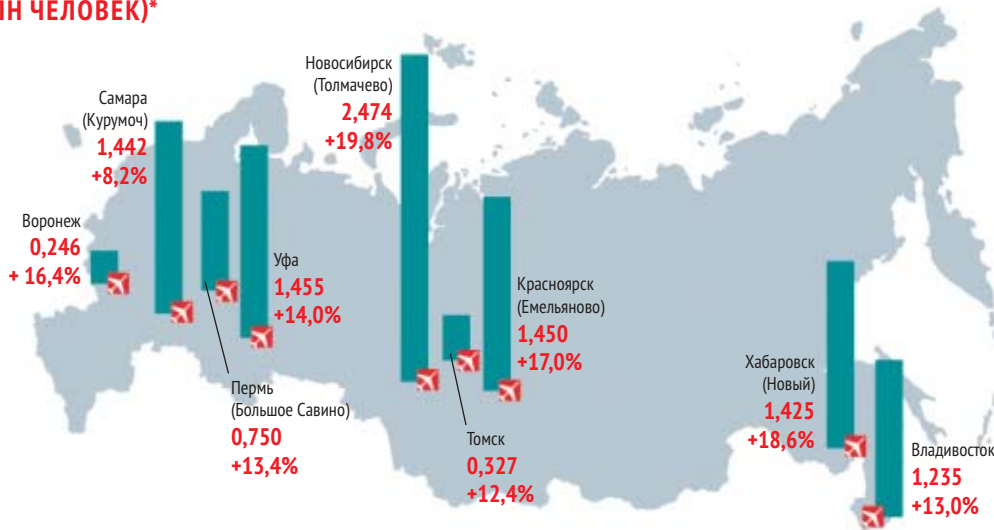 ЧЕЛОВЕК)*
Новосибирск
(Толмачево)
2,474
+19,8%
Самара
(Курумоч)
1,442
+8,2%
Воронеж
0,246
+ 16,4%
Уфа
1,455
+14,0%
Красноярск
(Емельяново)
1,450
+17,0%
Хабаровск
(Новый)
1,425
+18,6%
Пермь
(Большое Савино)
0,750
+13,4%
Томск
0,327
+12,4%
Владивосток
1,235
+13,0%